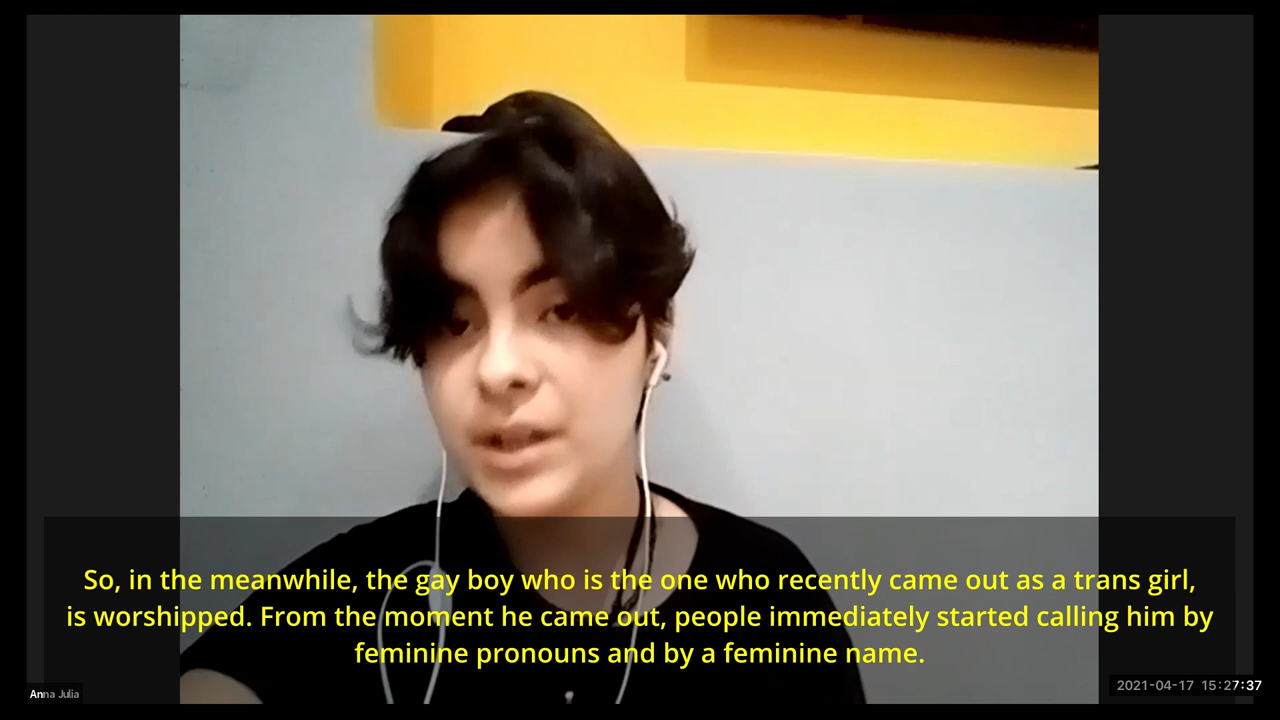 So, in the meanwhile, the gay boy who is the one who recently came out as a trans girl,
is worshipped. From the moment he came out, people immediately started calling him by
feminine pronouns and by a feminine name.
Anna Julia
2021-04-17 15:27:37